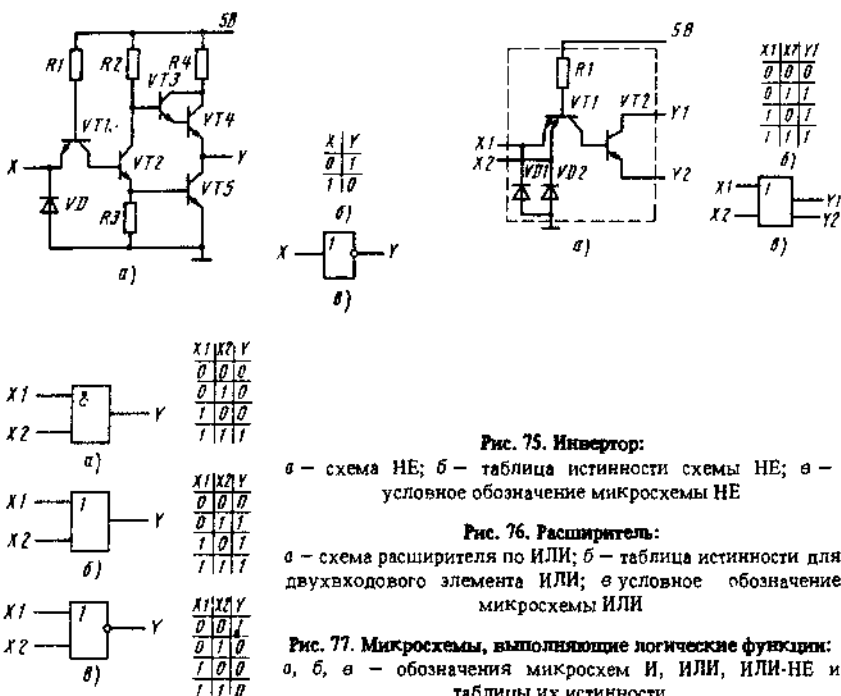 5В
R1 R2 R4
VT3
VT1
VT4
X
VT2
Y
VD
R3
VT5
а)
X Y
0 1
1 0
б)
X 1 Y
в)
5В
R1
VT1 VT2
Y1
X1
X2
VD1 VD2
Y2
а)
X1 X2 Y1
0 0 0
0 1 1
1 0 1
1 1 1
б)
X1 1 Y1
X2 Y2
в)
X1 & Y
X2
а)
X1 X2 Y
0 0 0
0 1 0
1 0 0
1 1 1
X1 1 Y
X2
б)
X1 X2 Y
0 0 0
0 1 1
1 0 1
1 1 1
X1 1 Y
X2
в)
X1 X2 Y
0 0 1
0 1 0
1 0 0
1 1 0
Рис. 75. Инвертор:
а — схема НЕ; б — таблица истинности схемы НЕ; в —
условное обозначение микросхемы НЕ
Рис. 76. Расширитель:
а — схема расширителя по ИЛИ; б — таблица истинности для
двухвходового элемента ИЛИ; в условное обозначение
микросхемы ИЛИ
Рис. 77. Микросхемы, выполняющие логические функции:
а, б, в — обозначения микросхем И, ИЛИ, ИЛИ-НЕ и
таблицы их истинности